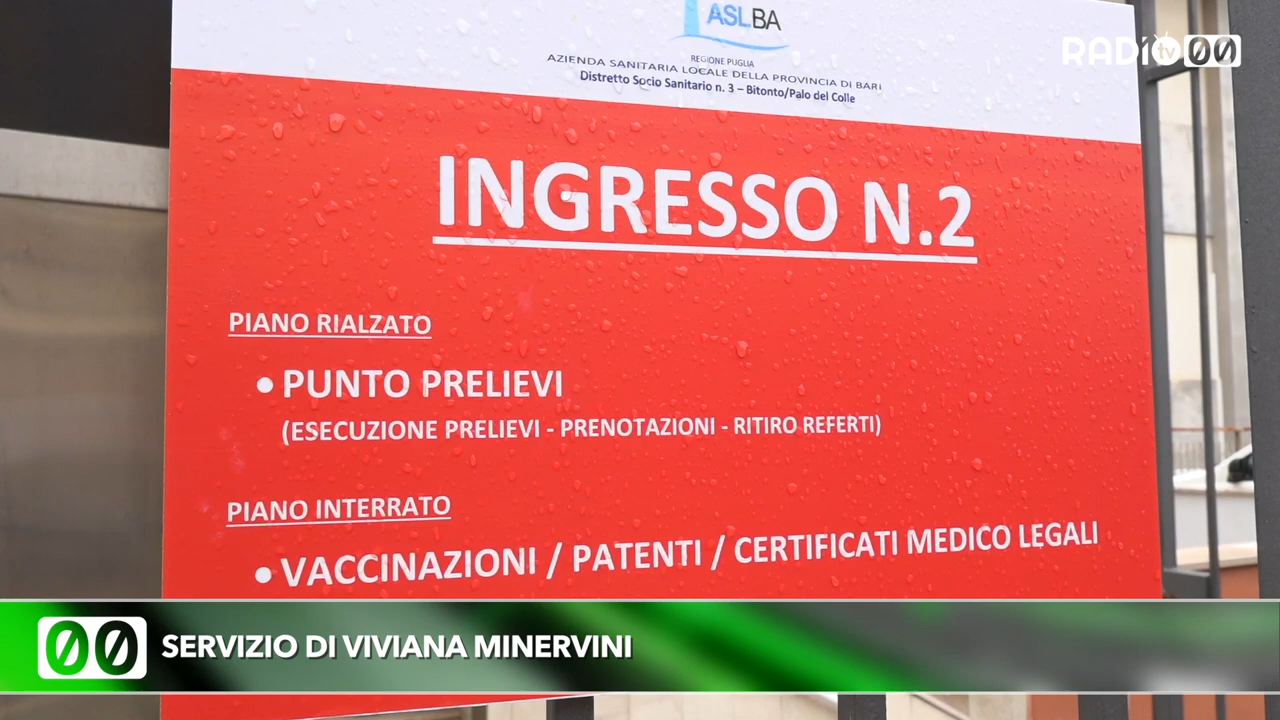 ASLBA
RADIO tv 00
REGIONE PUGLIA
AZIENDA SANITARIA LOCALE DELLA PROVINCIA DI BARI
Distretto Socio Sanitario n. 3 – Bitonto/Palo del Colle
INGRESSO N.2
PIANO RIALZATO
• PUNTO PRELIEVI
(ESECUZIONE PRELIEVI - PRENOTAZIONI - RITIRO REFERTI)
PIANO INTERRATO
• VACCINAZIONI / PATENTI / CERTIFICATI MEDICO LEGALI
00 SERVIZIO DI VIVIANA MINERVINI